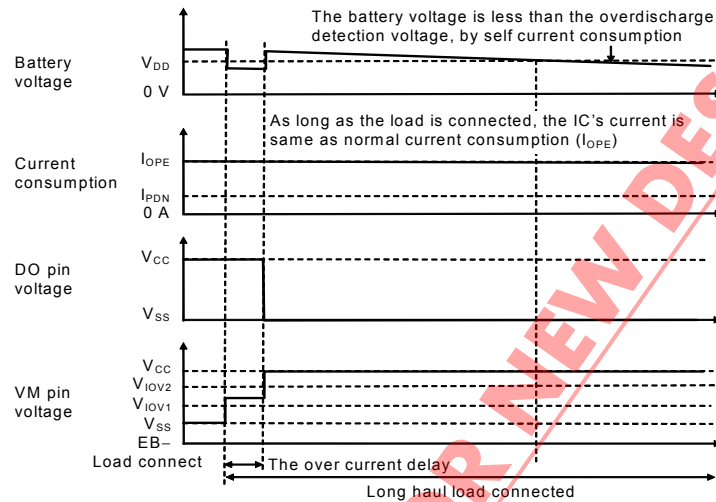 The battery voltage is less than the overdischarge
detection voltage, by self current consumption
Battery
voltage
VDD
0 V
As long as the load is connected, the IC's current is
same as normal current consumption (IOPE)
Current
consumption
IOPE
IPDN
0 A
DO pin
voltage
VCC
VSS
VM pin
voltage
VCC
VIOV2
VIOV1
VSS
EB−
Load connect
The over current delay
Long haul load connected
OR NEW DES